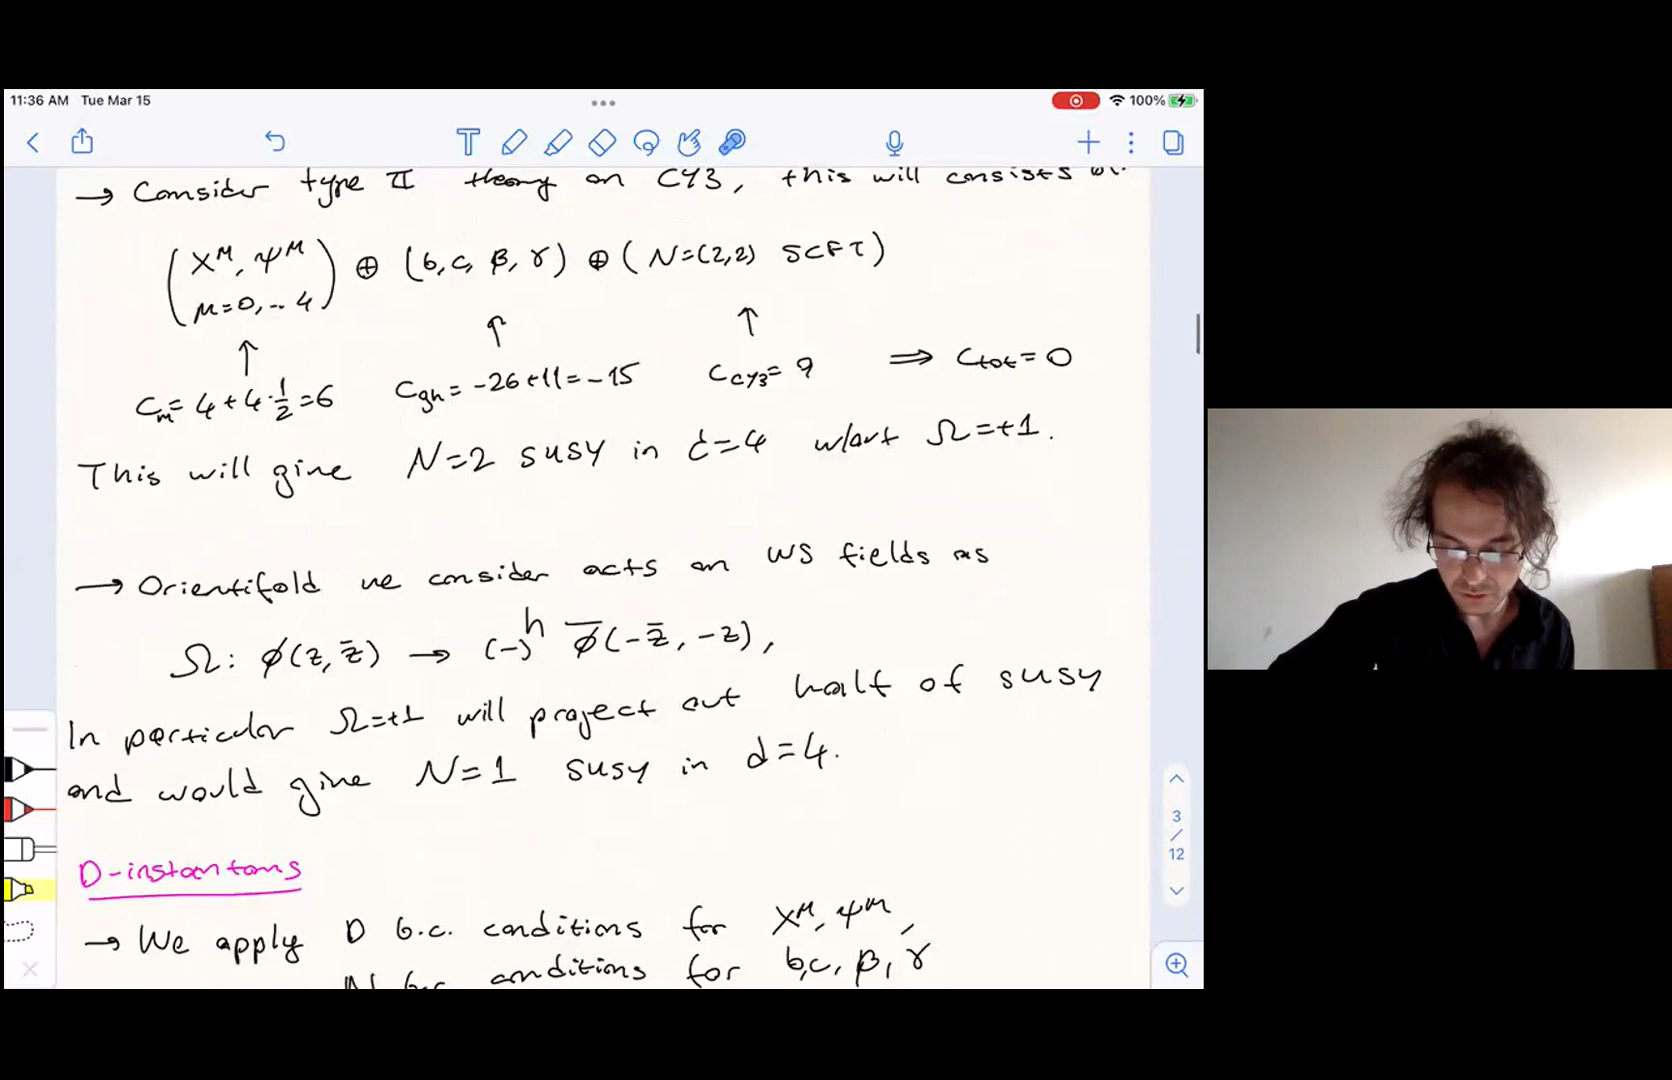 11:36 AM Tue Mar 15
100%
→ Consider type II theory on CY3, this will consists of
(X^μ, ψ^μ μ=0,-- 4) ⊕ (b, c, β, γ) ⊕ (N=(2,2) SCFT)
↑ ↑ ↑
C_m = 4 + 4·1/2 = 6 C_gh = -26+11 = -15 C_CY3 = 9 ⟹ C_tot = 0
This will give N=2 susy in d=4 w/out Ω=+1.
→ Orientifold we consider acts on WS fields as
Ω: φ(z, z̄) → (-)^h φ̄(-z̄, -z),
In particular Ω=+1 will project out half of susy
and would give N=1 susy in d=4.
D-instantons
→ We apply D b.c. conditions for X^μ, ψ^μ,
N b.c. conditions for b,c, β, γ
3
/
12